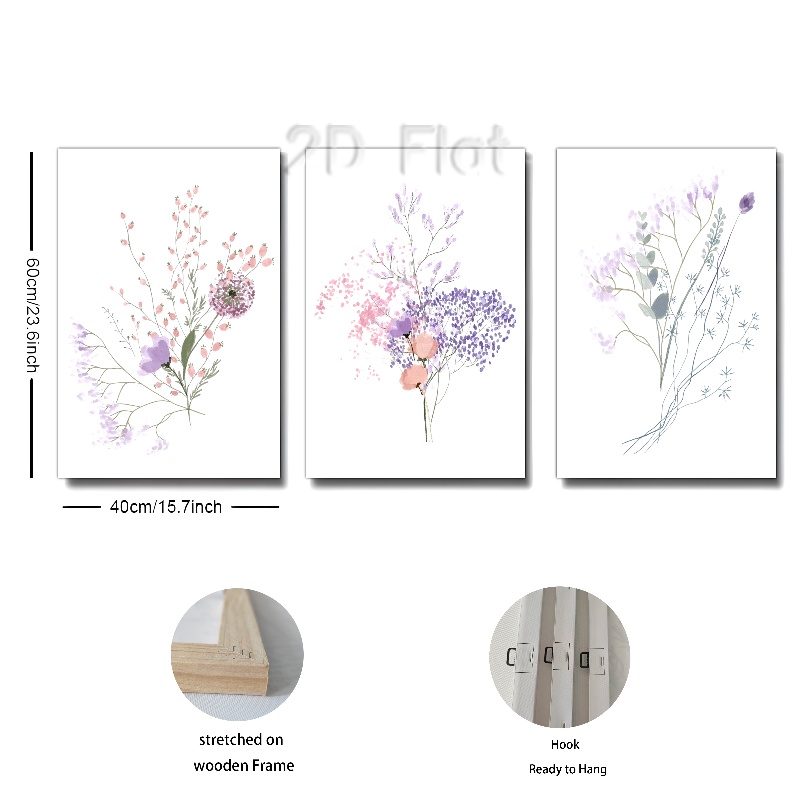 2D Flat
60cm/23.6inch
40cm/15.7inch
stretched on
wooden Frame
Hook
Ready to Hang